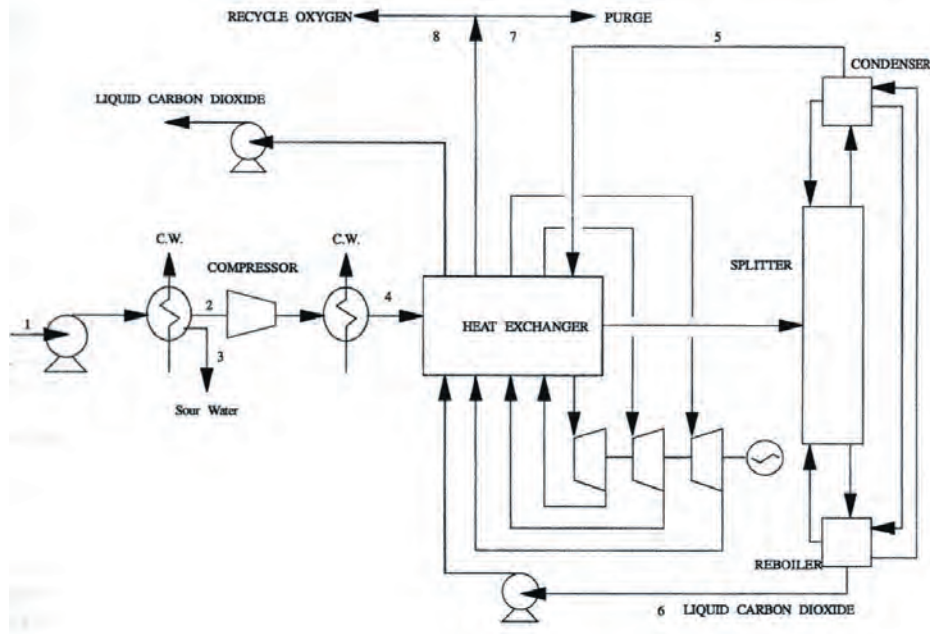 RECYCLE OXYGEN
PURGE
8
7
5
CONDENSER
LIQUID CARBON DIOXIDE
C.W.
C.W.
COMPRESSOR
SPLITTER
1
2
4
HEAT EXCHANGER
3
Sour Water
REBOILER
6
LIQUID CARBON DIOXIDE